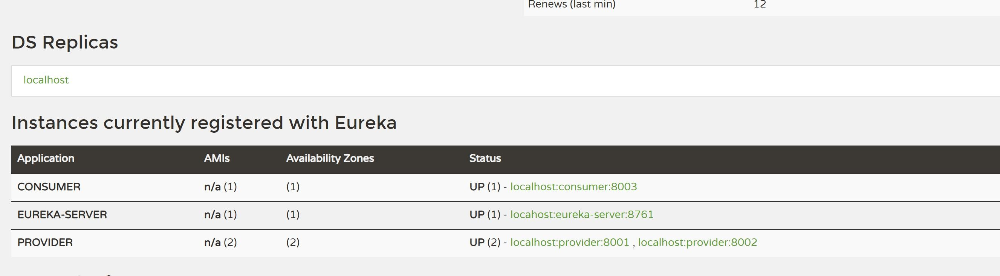 Renews (last min) 12
DS Replicas
localhost
Instances currently registered with Eureka
Application AMIs Availability Zones Status
CONSUMER n/a (1) (1) UP (1) - localhost:consumer:8003
EUREKA-SERVER n/a (1) (1) UP (1) - locahost:eureka-server:8761
PROVIDER n/a (2) (2) UP (2) - localhost:provider:8001 , localhost:provider:8002